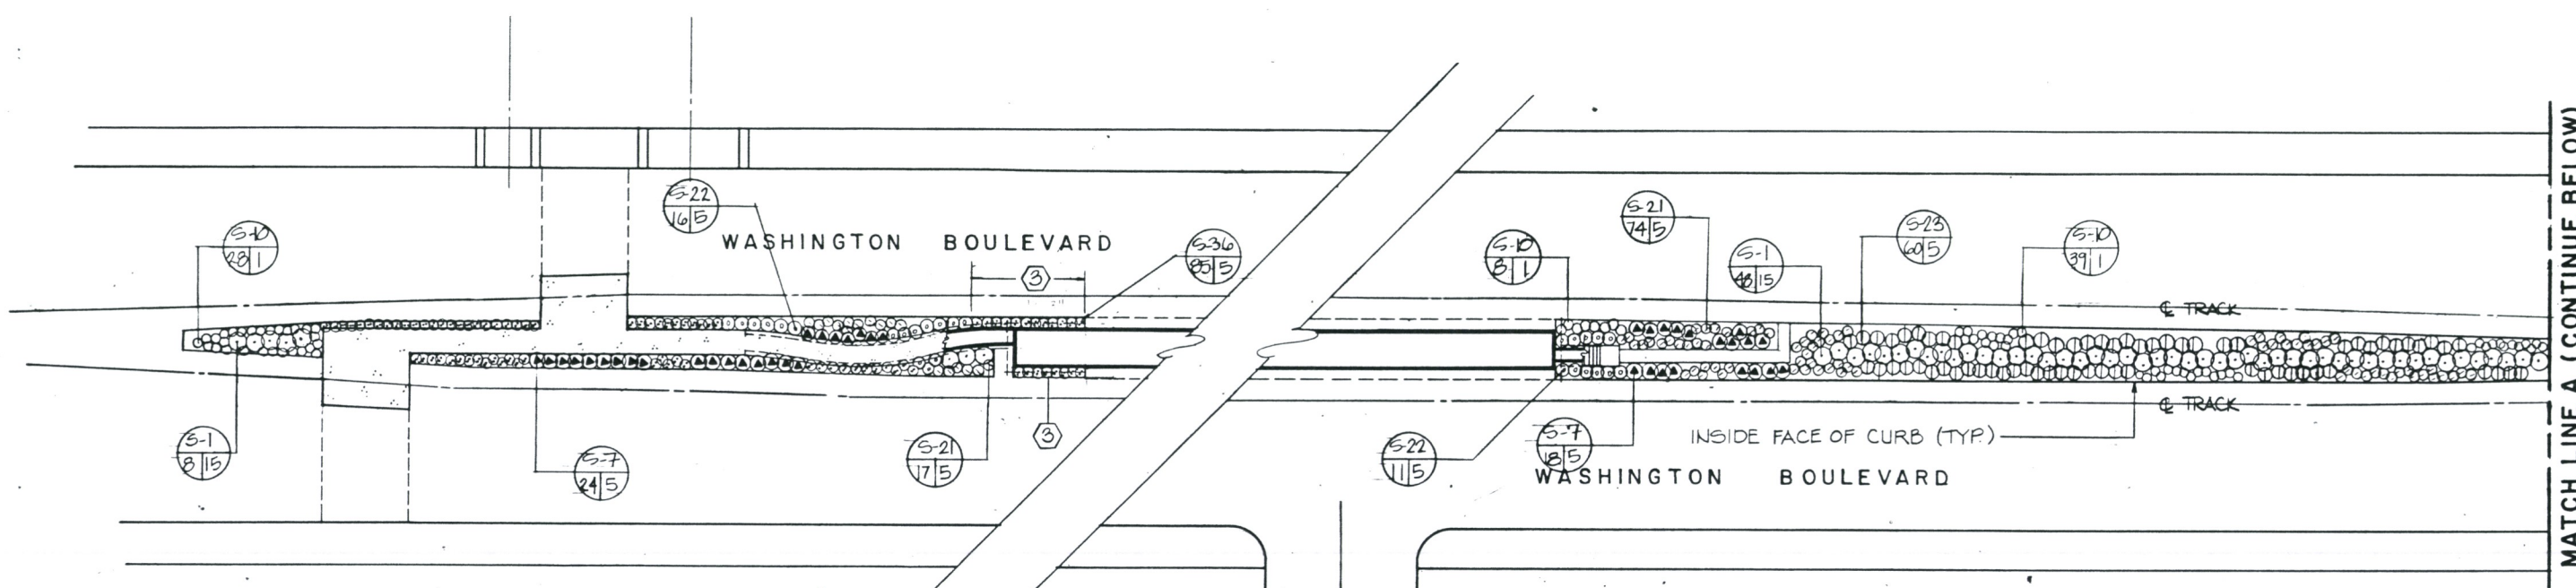 S-22
16|5
WASHINGTON BOULEVARD
S-10
28|1
3
S-36
85|5
S-10
8|1
S-21
74|5
S-1
48|15
S-23
60|5
S-10
39|1
℄ TRACK
℄ TRACK
S-1
8|15
S-7
24|5
S-21
17|5
3
S-22
11|5
S-7
18|5
INSIDE FACE OF CURB (TYP.)
WASHINGTON BOULEVARD
MATCH LINE A (CONTINUE BELOW)